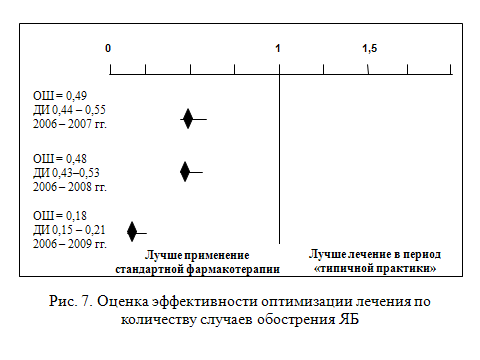 0 1 1,5
ОШ = 0,49
ДИ 0,44 – 0,55
2006 – 2007 гг.
ОШ = 0,48
ДИ 0,43–0,53
2006 – 2008 гг.
ОШ = 0,18
ДИ 0,15 – 0,21
2006 – 2009 гг.
Лучше применение
стандартной фармакотерапии
Лучше лечение в период
«типичной практики»
Рис. 7. Оценка эффективности оптимизации лечения по
количеству случаев обострения ЯБ